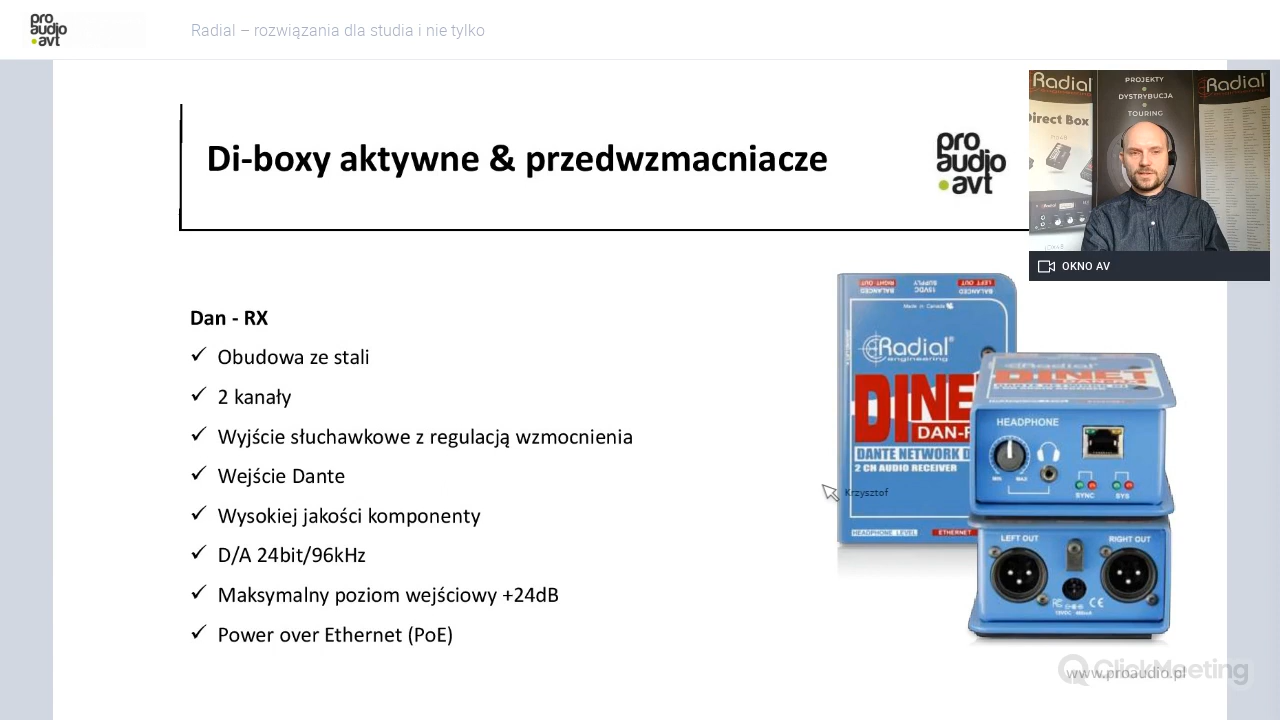 pro
audio
.avt
Radial – rozwiązania dla studia i nie tylko
Di-boxy aktywne & przedwzmacniacze
pro
audio
.avt
Radial
PROJEKTY
DYSTRYBUCJA
TOURING
Radial
Direct Box
Radial
OKNO AV
Dan - RX
✓ Obudowa ze stali
✓ 2 kanały
✓ Wyjście słuchawkowe z regulacją wzmocnienia
✓ Wejście Dante
✓ Wysokiej jakości komponenty
✓ D/A 24bit/96kHz
✓ Maksymalny poziom wejściowy +24dB
✓ Power over Ethernet (PoE)
BALANCED RIGHT OUT
15VDC SUPPLY
BALANCED LEFT OUT
Made in Canada
Radial
engineering
DINE
DAN-R
DANTE NETWORK D
2 CH AUDIO RECEIVER
Krzysztof
HEADPHONE LEVEL
ETHERNET
Radial
DINET
HEADPHONE
MIN MAX
SYNC SYS
LEFT OUT
RIGHT OUT
CE
ClickMeeting
www.proaudio.pl